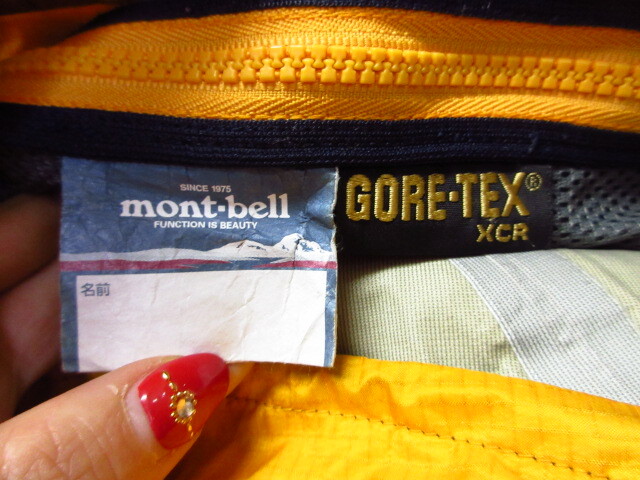 SINCE 1975
mont-bell
FUNCTION IS BEAUTY
名前
GORE-TEX®
XCR